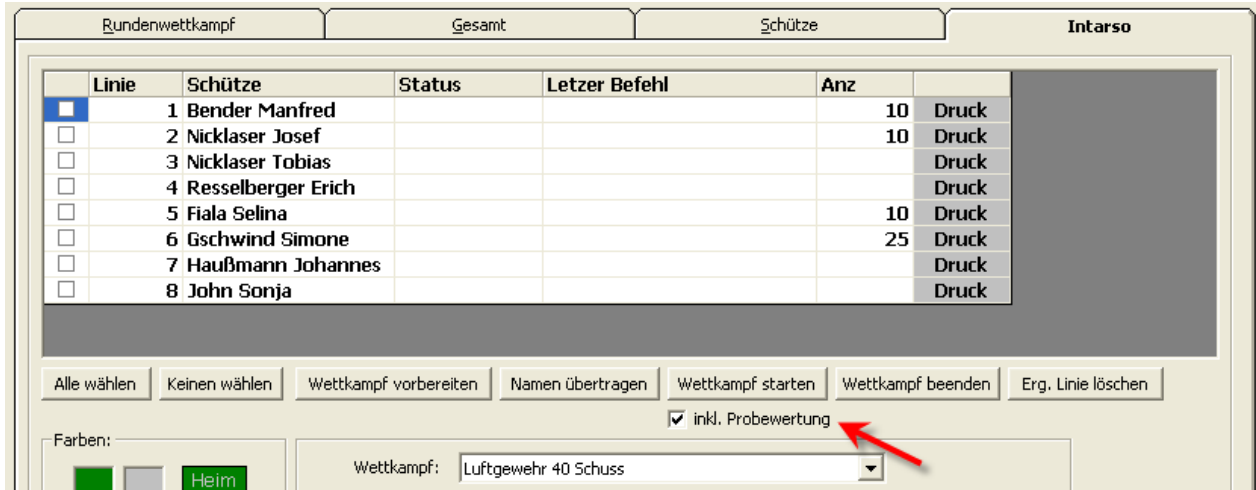 Rundenwettkampf Gesamt Schütze Intarso
Linie Schütze Status Letzer Befehl Anz
1 Bender Manfred 10 Druck
2 Nicklaser Josef 10 Druck
3 Nicklaser Tobias Druck
4 Resselberger Erich Druck
5 Fiala Selina 10 Druck
6 Gschwind Simone 25 Druck
7 Haußmann Johannes Druck
8 John Sonja Druck
Alle wählen Keinen wählen Wettkampf vorbereiten Namen übertragen Wettkampf starten Wettkampf beenden Erg. Linie löschen
inkl. Probewertung
Farben:
Heim Wettkampf: Luftgewehr 40 Schuss